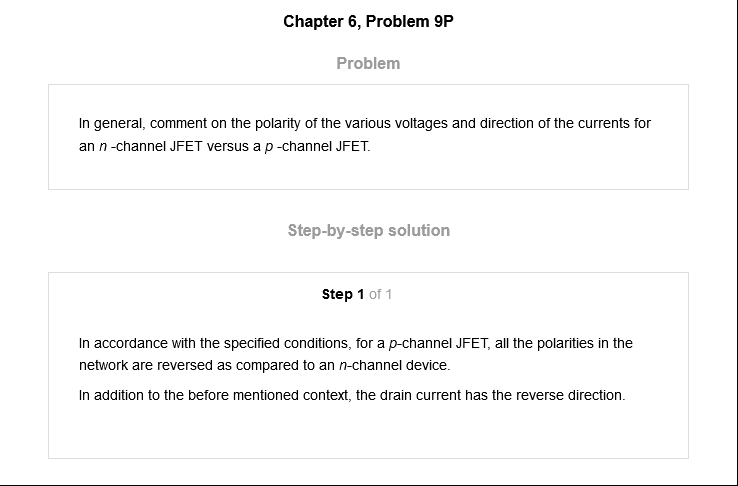 Chapter 6, Problem 9P
Problem
In general, comment on the polarity of the various voltages and direction of the currents for
an n -channel JFET versus a p -channel JFET.
Step-by-step solution
Step 1 of 1
In accordance with the specified conditions, for a p-channel JFET, all the polarities in the
network are reversed as compared to an n-channel device.
In addition to the before mentioned context, the drain current has the reverse direction.